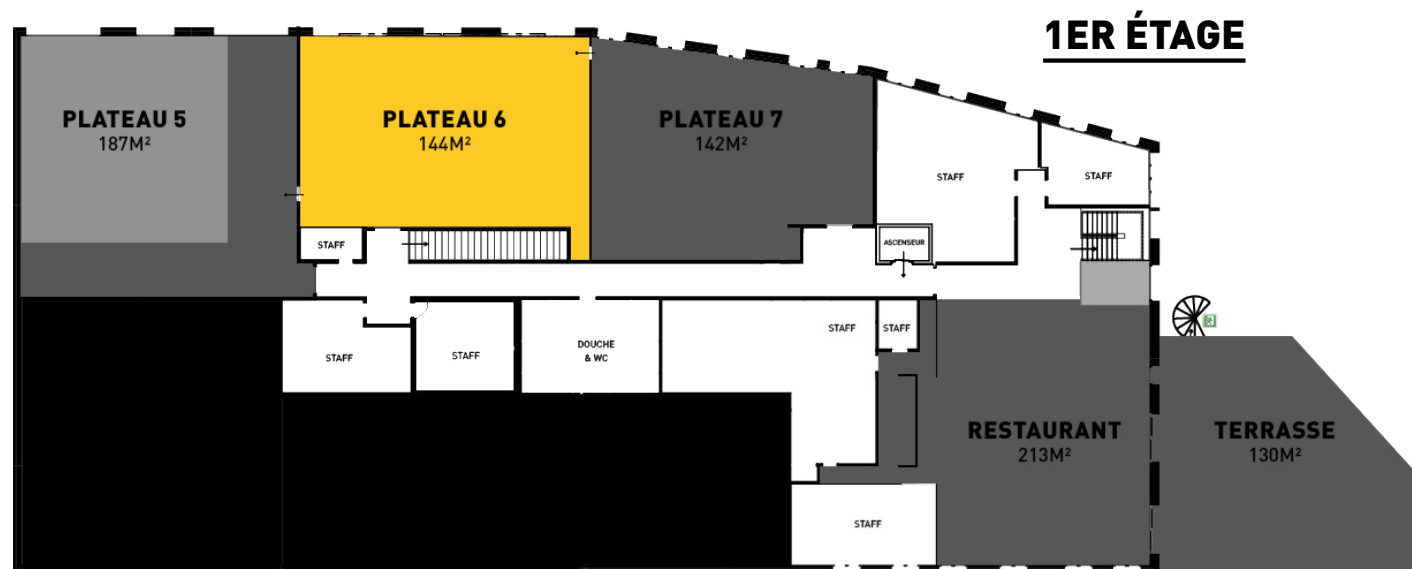 1ER ÉTAGE
PLATEAU 5
187M²
PLATEAU 6
144M²
PLATEAU 7
142M²
STAFF
STAFF
STAFF
ASCENSEUR
STAFF
STAFF
DOUCHE
& WC
STAFF
STAFF
RESTAURANT
213M²
TERRASSE
130M²
STAFF